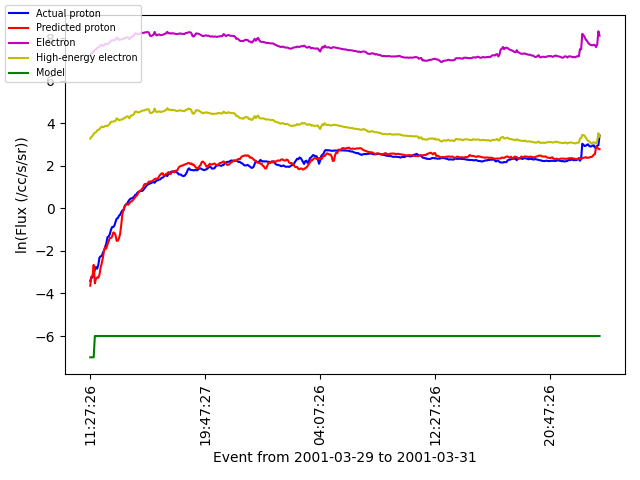 Actual proton
Predicted proton
Electron
High-energy electron
Model
8
6
4
2
0
−2
−4
−6
ln(Flux (/cc/s/sr))
11:27:26
19:47:27
04:07:26
12:27:26
20:47:26
Event from 2001-03-29 to 2001-03-31